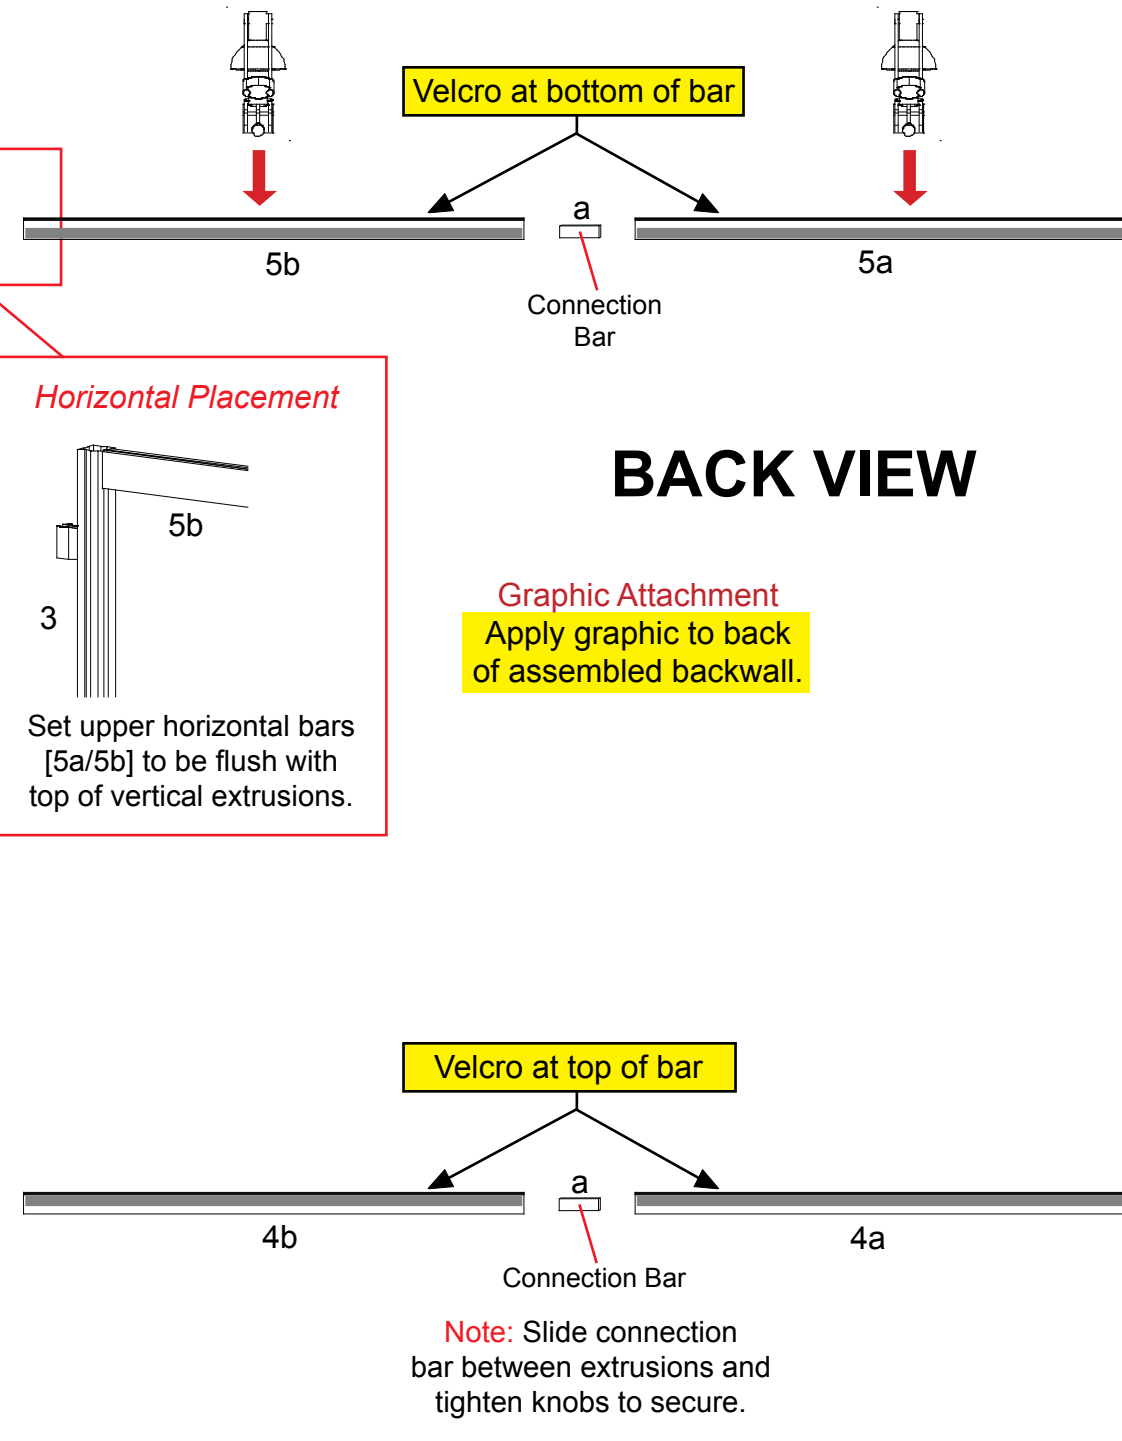 Velcro at bottom of bar
a
5b
5a
Connection
Bar
Horizontal Placement
5b
3
Set upper horizontal bars
[5a/5b] to be flush with
top of vertical extrusions.
BACK VIEW
Graphic Attachment
Apply graphic to back
of assembled backwall.
Velcro at top of bar
a
4b
4a
Connection Bar
Note: Slide connection
bar between extrusions and
tighten knobs to secure.